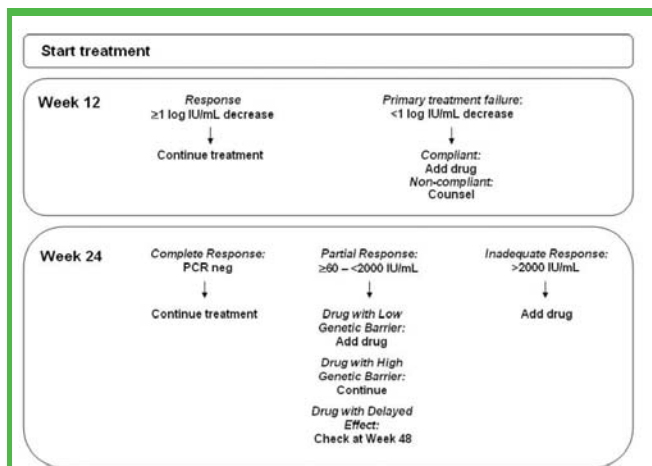 Start treatment
Week 12
Response
≥1 log IU/mL decrease
Continue treatment
Primary treatment failure:
<1 log IU/mL decrease
Compliant:
Add drug
Non-compliant:
Counsel
Week 24
Complete Response:
PCR neg
Continue treatment
Partial Response:
≥60 – <2000 IU/mL
Drug with Low
Genetic Barrier:
Add drug
Drug with High
Genetic Barrier:
Continue
Drug with Delayed
Effect:
Check at Week 48
Inadequate Response:
>2000 IU/mL
Add drug